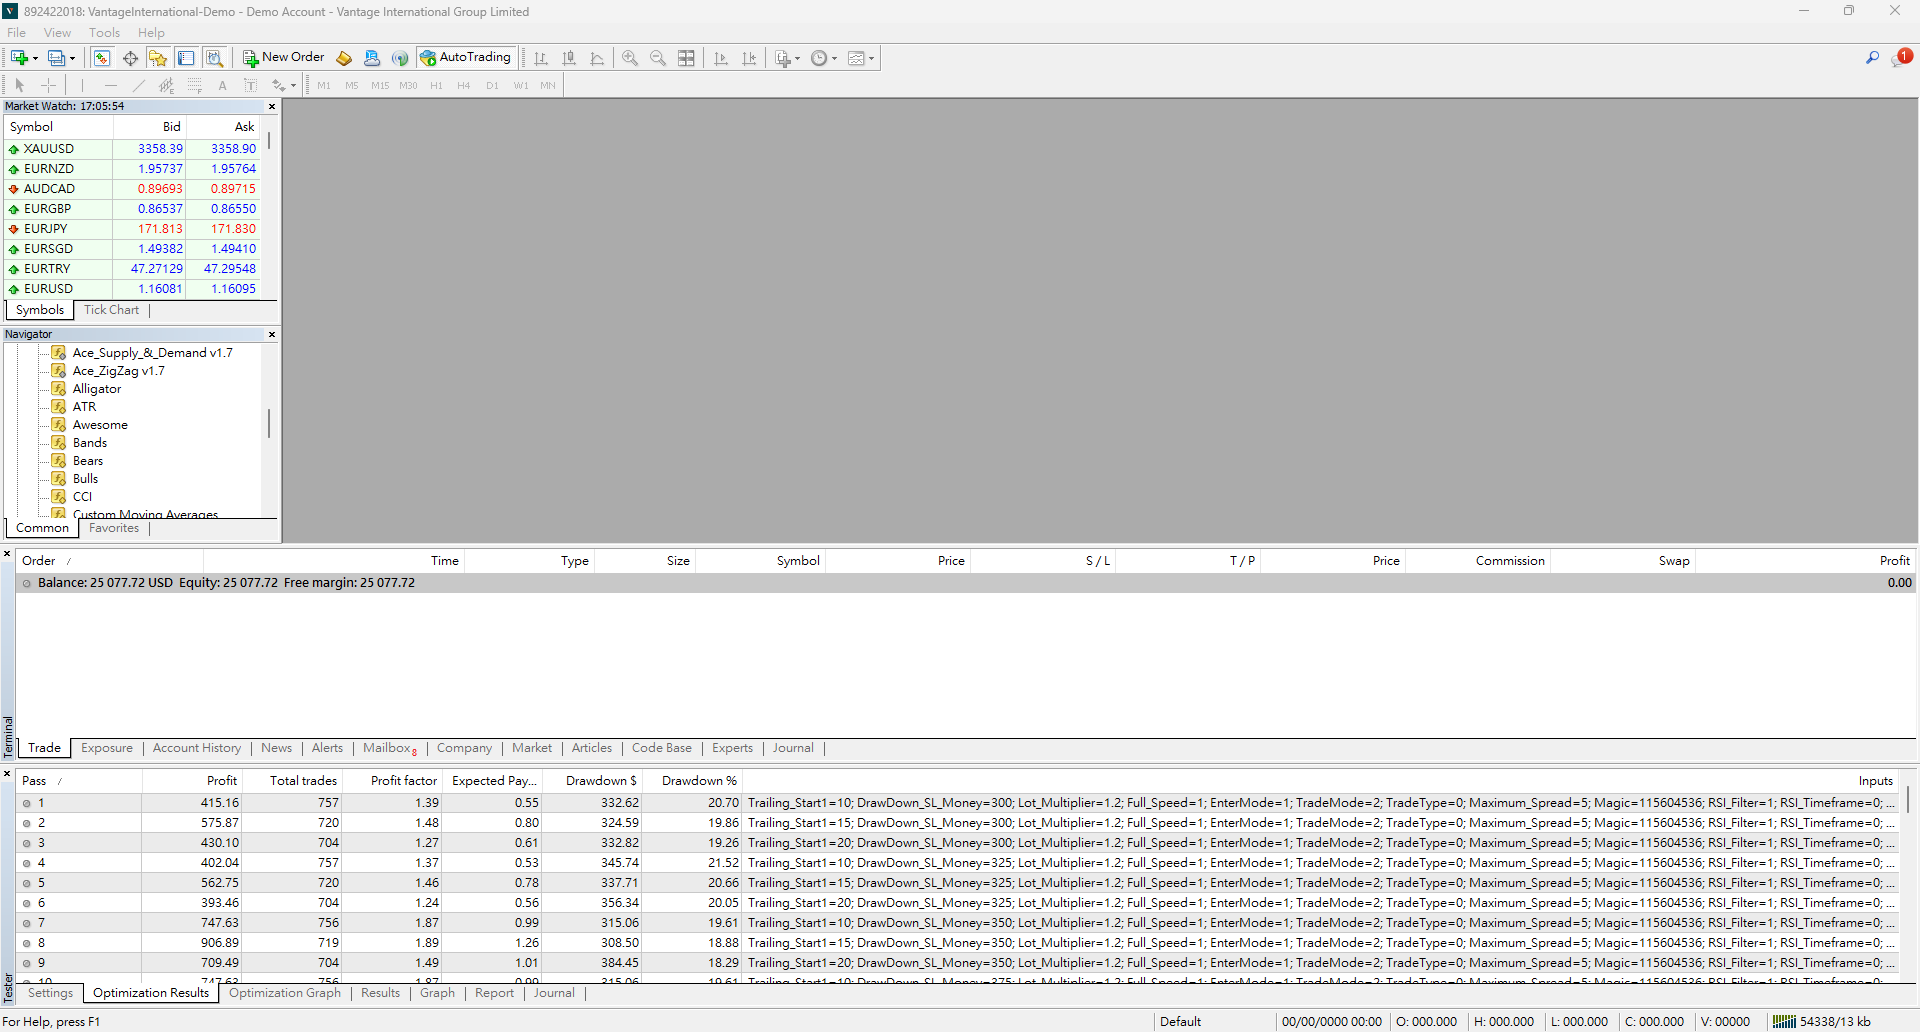 892422018: VantageInternational-Demo - Demo Account - Vantage International Group Limited
File View Tools Help
New Order AutoTrading 1
A T M1 M5 M15 M30 H1 H4 D1 W1 MN
Market Watch: 17:05:54
Symbol Bid Ask
XAUUSD 3358.39 3358.90
EURNZD 1.95737 1.95764
AUDCAD 0.89693 0.89715
EURGBP 0.86537 0.86550
EURJPY 171.813 171.830
EURSGD 1.49382 1.49410
EURTRY 47.27129 47.29548
EURUSD 1.16081 1.16095
Symbols Tick Chart
Navigator
Ace_Supply_&_Demand v1.7
Ace_ZigZag v1.7
Alligator
ATR
Awesome
Bands
Bears
Bulls
CCI
Custom Moving Averages
Common Favorites
Order / Time Type Size Symbol Price S / L T / P Price Commission Swap Profit
Balance: 25 077.72 USD Equity: 25 077.72 Free margin: 25 077.72 0.00
Terminal
Trade Exposure Account History News Alerts Mailbox 8 Company Market Articles Code Base Experts Journal
Pass / Profit Total trades Profit factor Expected Pay... Drawdown $ Drawdown % Inputs
1 415.16 757 1.39 0.55 332.62 20.70 Trailing_Start1=10; DrawDown_SL_Money=300; Lot_Multiplier=1.2; Full_Speed=1; EnterMode=1; TradeMode=2; TradeType=0; Maximum_Spread=5; Magic=115604536; RSI_Filter=1; RSI_Timeframe=0; ...
2 575.87 720 1.48 0.80 324.59 19.86 Trailing_Start1=15; DrawDown_SL_Money=300; Lot_Multiplier=1.2; Full_Speed=1; EnterMode=1; TradeMode=2; TradeType=0; Maximum_Spread=5; Magic=115604536; RSI_Filter=1; RSI_Timeframe=0; ...
3 430.10 704 1.27 0.61 332.82 19.26 Trailing_Start1=20; DrawDown_SL_Money=300; Lot_Multiplier=1.2; Full_Speed=1; EnterMode=1; TradeMode=2; TradeType=0; Maximum_Spread=5; Magic=115604536; RSI_Filter=1; RSI_Timeframe=0; ...
4 402.04 757 1.37 0.53 345.74 21.52 Trailing_Start1=10; DrawDown_SL_Money=325; Lot_Multiplier=1.2; Full_Speed=1; EnterMode=1; TradeMode=2; TradeType=0; Maximum_Spread=5; Magic=115604536; RSI_Filter=1; RSI_Timeframe=0; ...
5 562.75 720 1.46 0.78 337.71 20.66 Trailing_Start1=15; DrawDown_SL_Money=325; Lot_Multiplier=1.2; Full_Speed=1; EnterMode=1; TradeMode=2; TradeType=0; Maximum_Spread=5; Magic=115604536; RSI_Filter=1; RSI_Timeframe=0; ...
6 393.46 704 1.24 0.56 356.34 20.05 Trailing_Start1=20; DrawDown_SL_Money=325; Lot_Multiplier=1.2; Full_Speed=1; EnterMode=1; TradeMode=2; TradeType=0; Maximum_Spread=5; Magic=115604536; RSI_Filter=1; RSI_Timeframe=0; ...
7 747.63 756 1.87 0.99 315.06 19.61 Trailing_Start1=10; DrawDown_SL_Money=350; Lot_Multiplier=1.2; Full_Speed=1; EnterMode=1; TradeMode=2; TradeType=0; Maximum_Spread=5; Magic=115604536; RSI_Filter=1; RSI_Timeframe=0; ...
8 906.89 719 1.89 1.26 308.50 18.88 Trailing_Start1=15; DrawDown_SL_Money=350; Lot_Multiplier=1.2; Full_Speed=1; EnterMode=1; TradeMode=2; TradeType=0; Maximum_Spread=5; Magic=115604536; RSI_Filter=1; RSI_Timeframe=0; ...
9 709.49 704 1.49 1.01 384.45 18.29 Trailing_Start1=20; DrawDown_SL_Money=350; Lot_Multiplier=1.2; Full_Speed=1; EnterMode=1; TradeMode=2; TradeType=0; Maximum_Spread=5; Magic=115604536; RSI_Filter=1; RSI_Timeframe=0; ...
Tester
Settings Optimization Results Optimization Graph Results Graph Report Journal
For Help, press F1 Default 00/00/0000 00:00 O: 000.000 H: 000.000 L: 000.000 C: 000.000 V: 00000 54338/13 kb